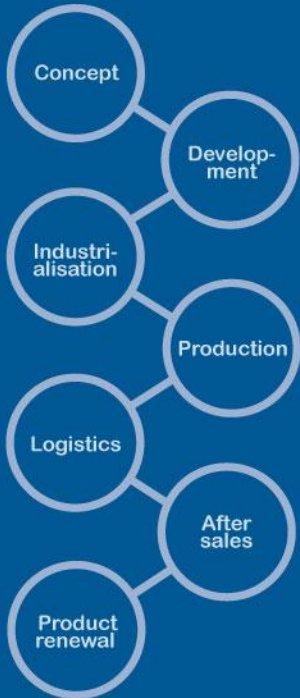 Concept
Develop-
ment
Industri-
alisation
Production
Logistics
After
sales
Product
renewal